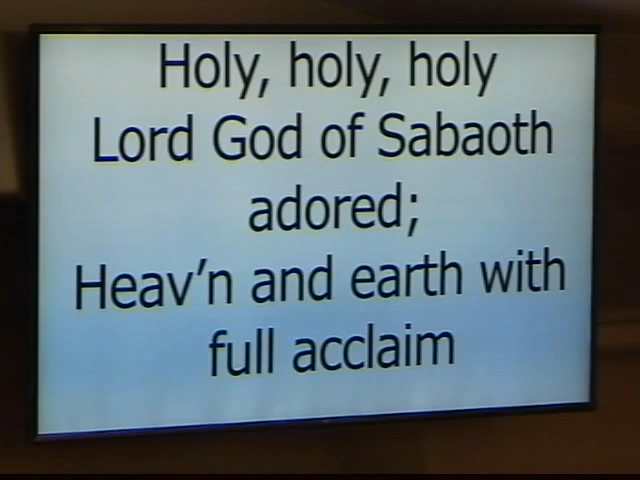 Holy, holy, holy
Lord God of Sabaoth
adored;
Heav'n and earth with
full acclaim